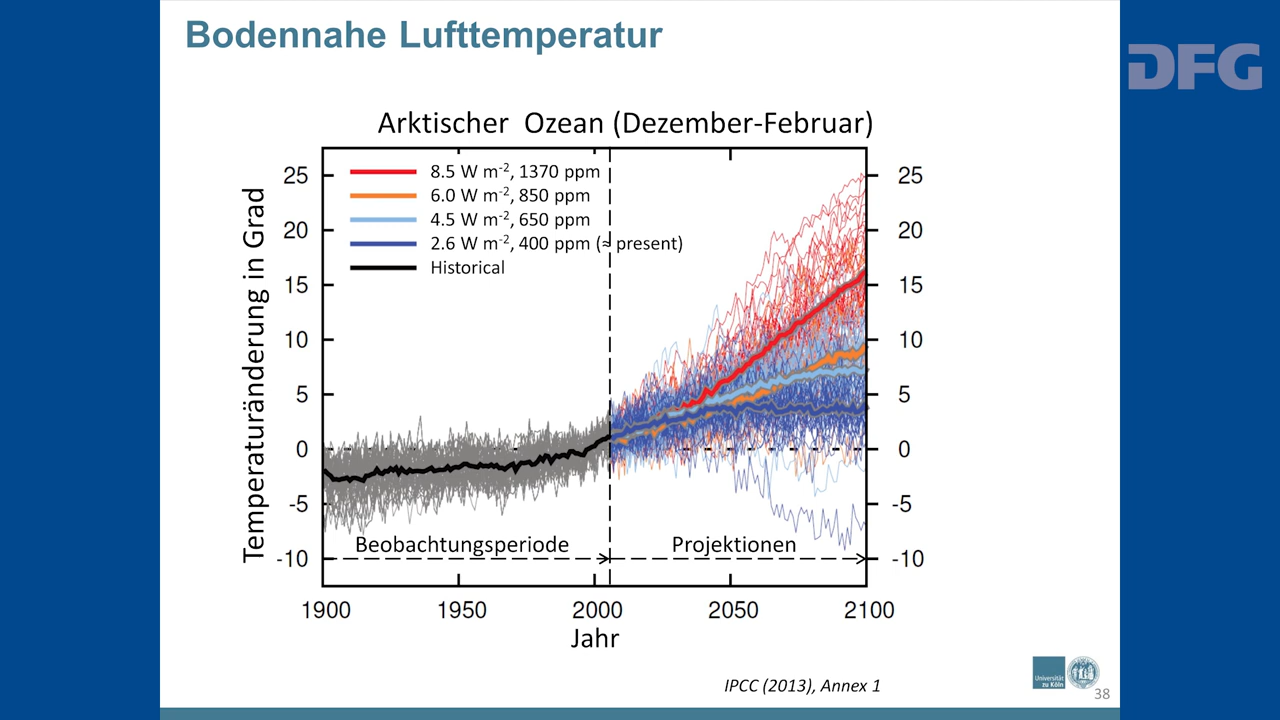 Bodennahe Lufttemperatur
DFG
Arktischer Ozean (Dezember-Februar)
Temperaturänderung in Grad
25
20
15
10
5
0
-5
-10
8.5 W m⁻², 1370 ppm
6.0 W m⁻², 850 ppm
4.5 W m⁻², 650 ppm
2.6 W m⁻², 400 ppm (≈ present)
Historical
25
20
15
10
5
0
-5
-10
Beobachtungsperiode
Projektionen
1900
1950
2000
2050
2100
Jahr
IPCC (2013), Annex 1
Universität
zu Köln
38